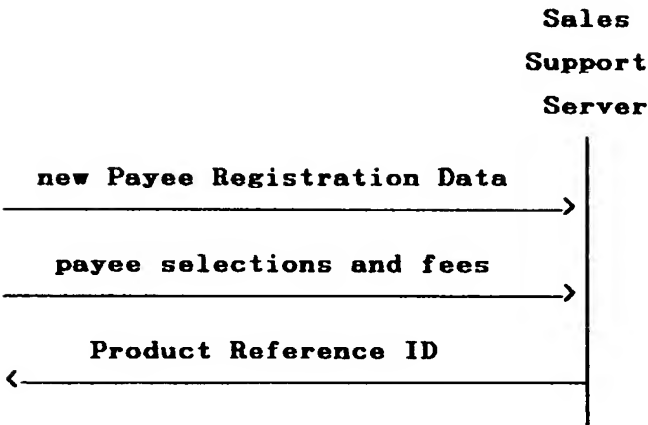 Sales
Support
Server
new Payee Registration Data
payee selections and fees
Product Reference ID